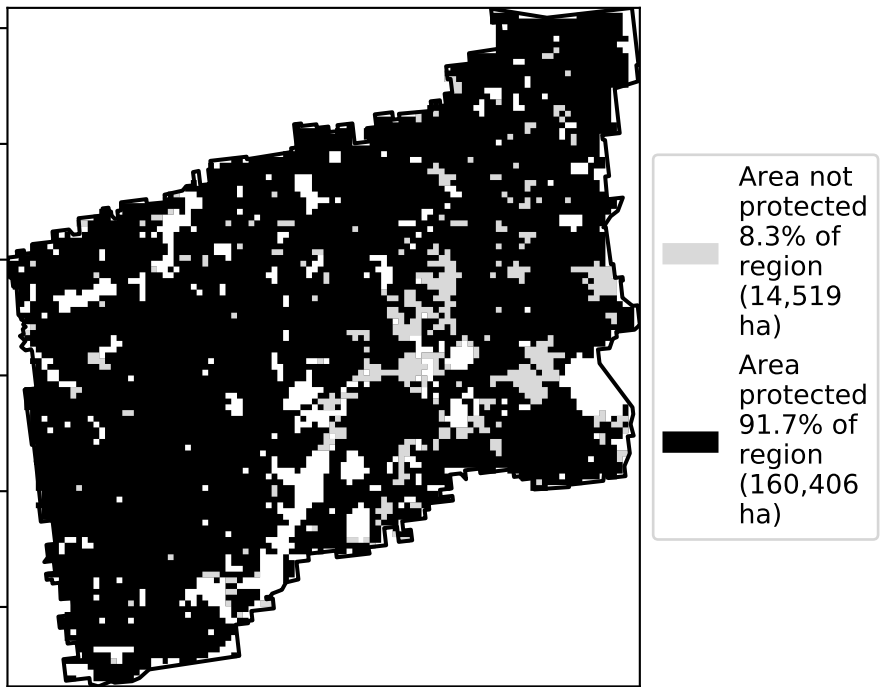 Area not
protected
8.3% of
region
(14,519
ha)
Area
protected
91.7% of
region
(160,406
ha)